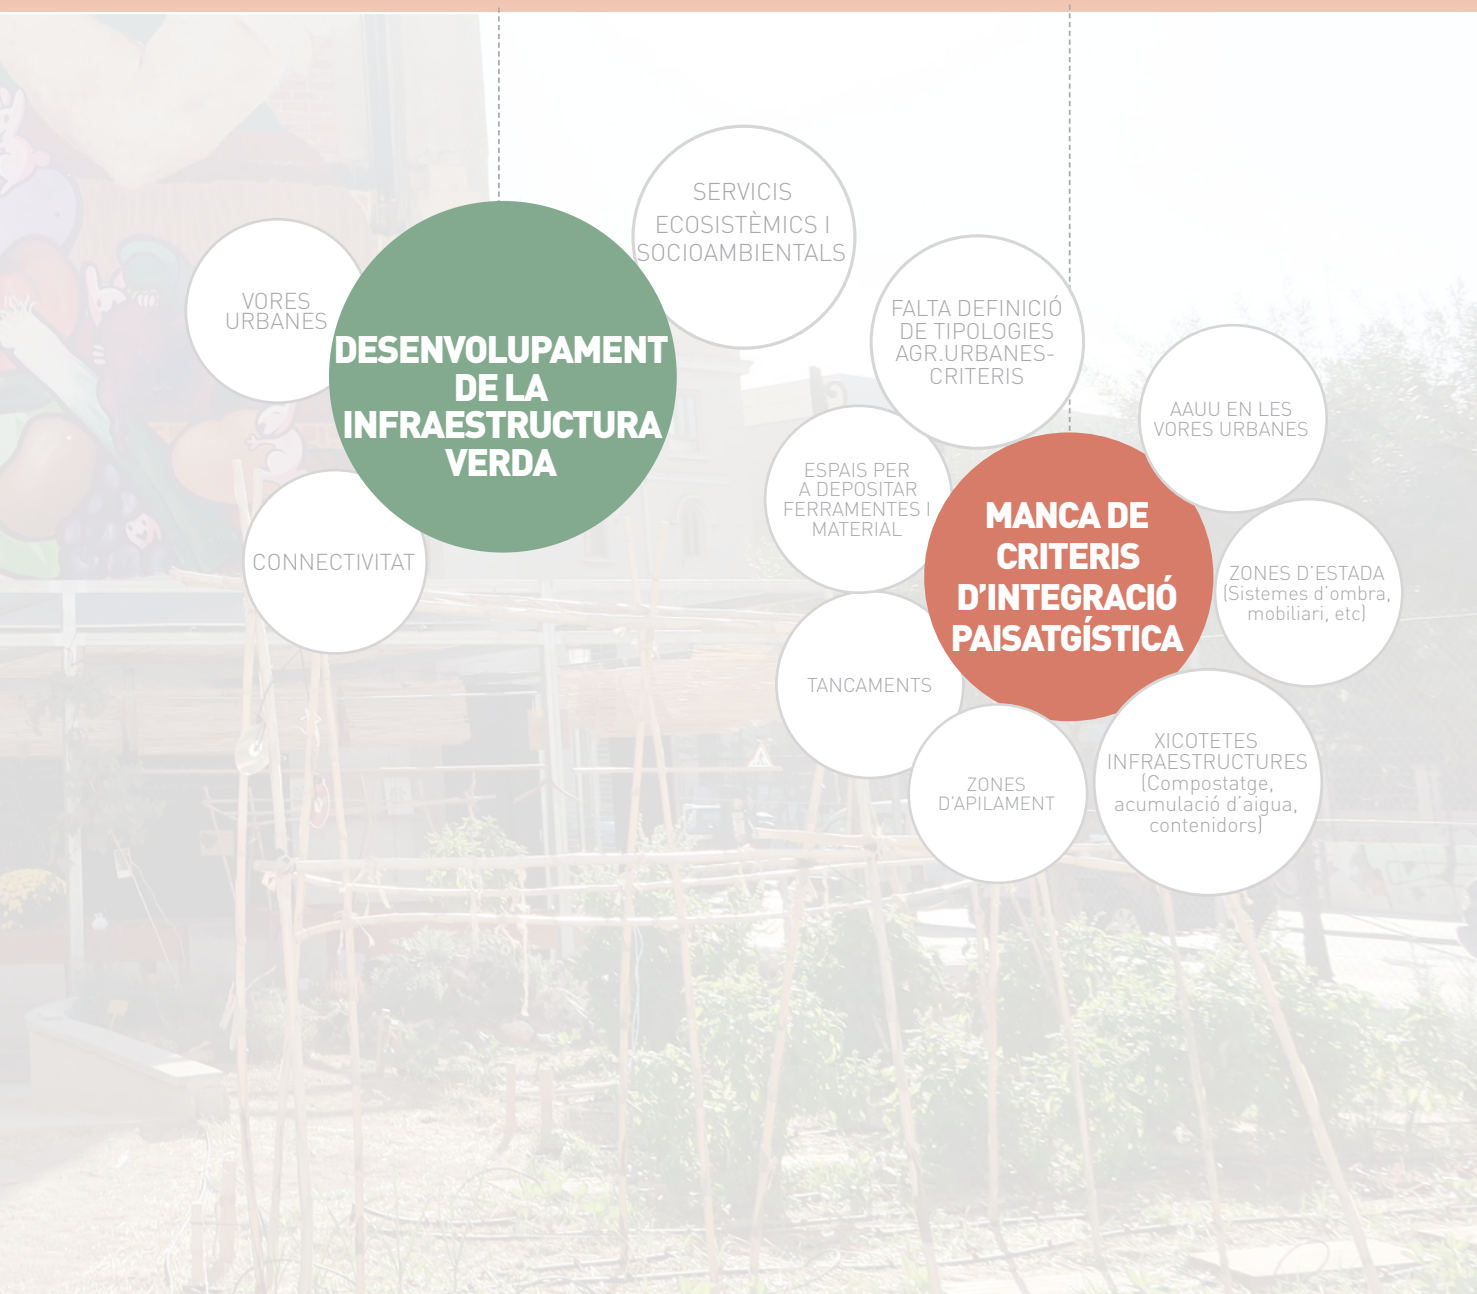 SERVICIS
ECOSISTÈMICS I
SOCIOAMBIENTALS
VORES
URBANES
DESENVOLUPAMENT
DE LA
INFRAESTRUCTURA
VERDA
CONNECTIVITAT
FALTA DEFINICIÓ
DE TIPOLOGIES
AGR.URBANES-
CRITERIS
AAUU EN LES
VORES URBANES
ESPAIS PER
A DEPOSITAR
FERRAMENTES I
MATERIAL
MANCA DE
CRITERIS
D'INTEGRACIÓ
PAISATGÍSTICA
ZONES D'ESTADA
(Sistemes d'ombra,
mobiliari, etc)
TANCAMENTS
ZONES
D'APILAMENT
XICOTETES
INFRAESTRUCTURES
(Compostatge,
acumulació d'aigua,
contenidors)